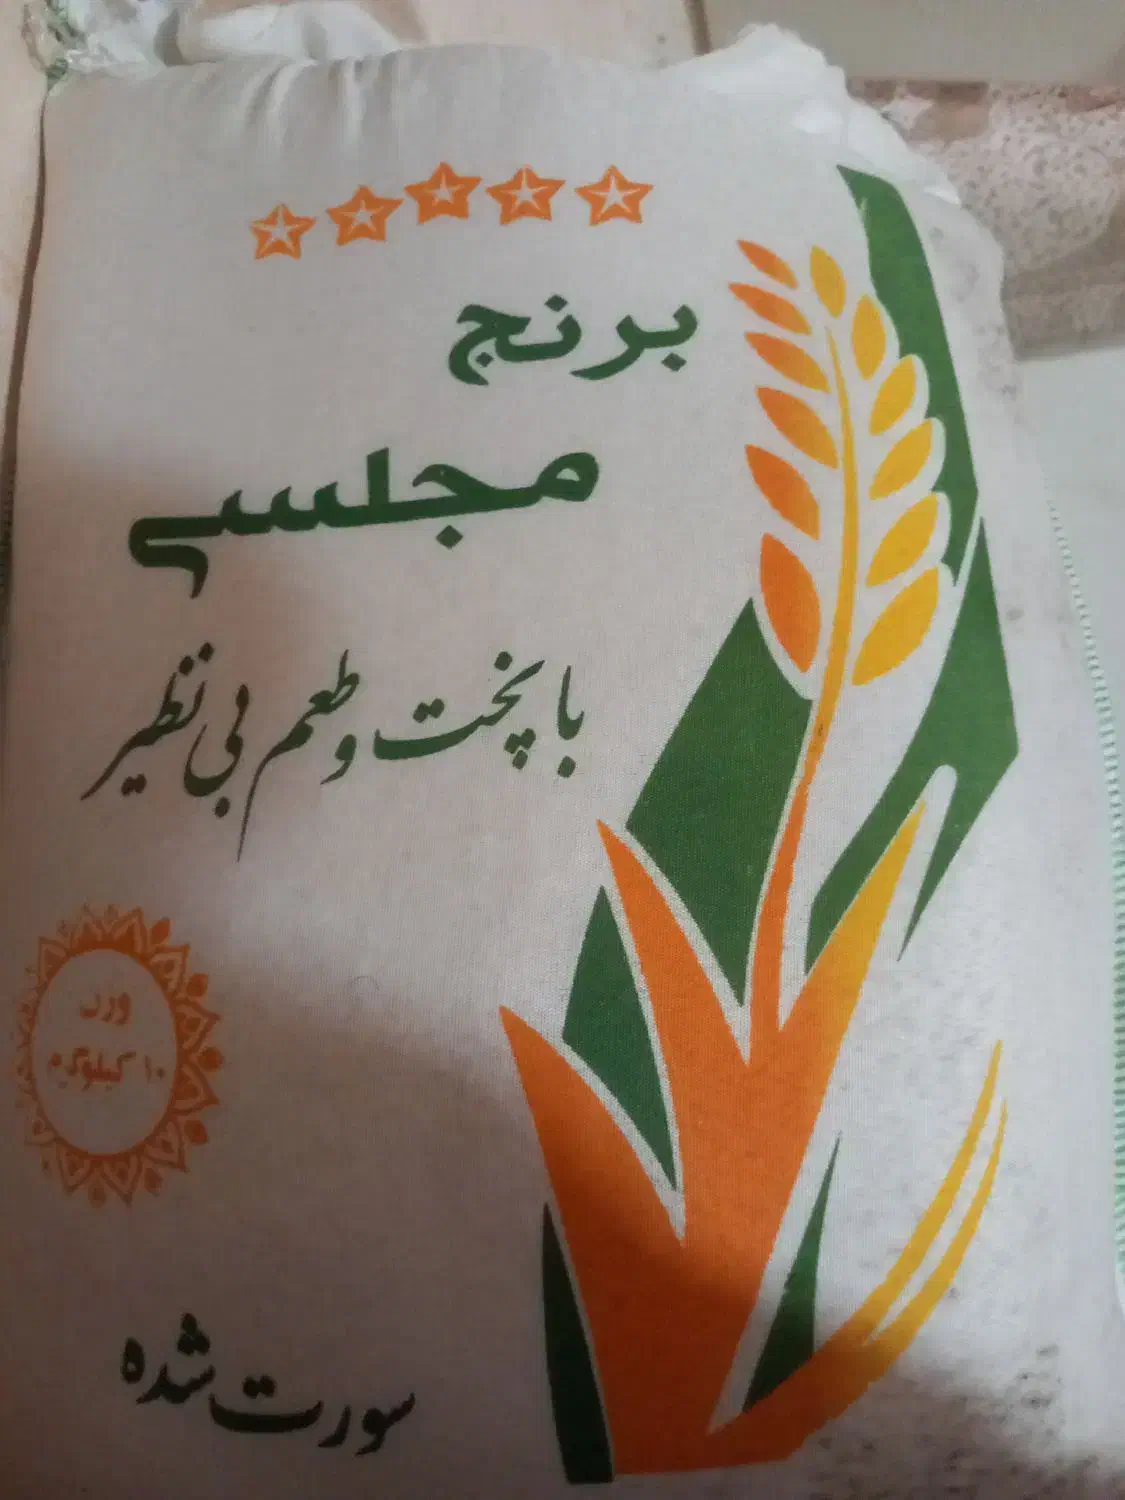 برنج
مجلسی
با پخت و طعم بی نظیر
وزن
۱۰ کیلوگرم
سورت شده